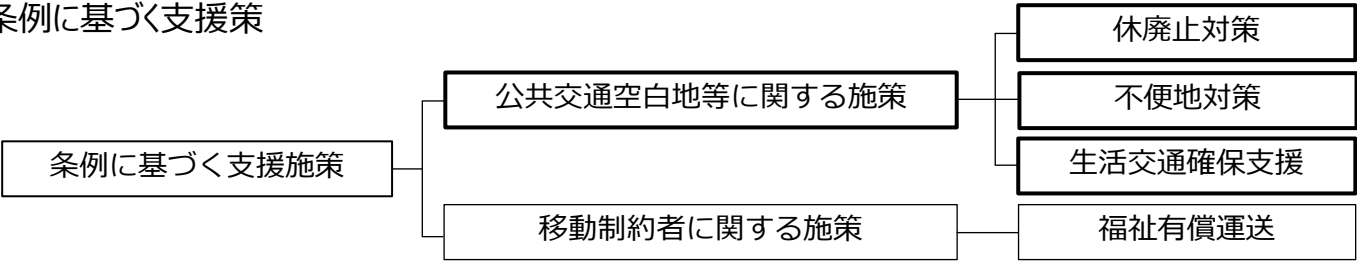 条例に基づく支援策
条例に基づく支援施策
公共交通空白地等に関する施策
休廃止対策
不便地対策
生活交通確保支援
移動制約者に関する施策
福祉有償運送